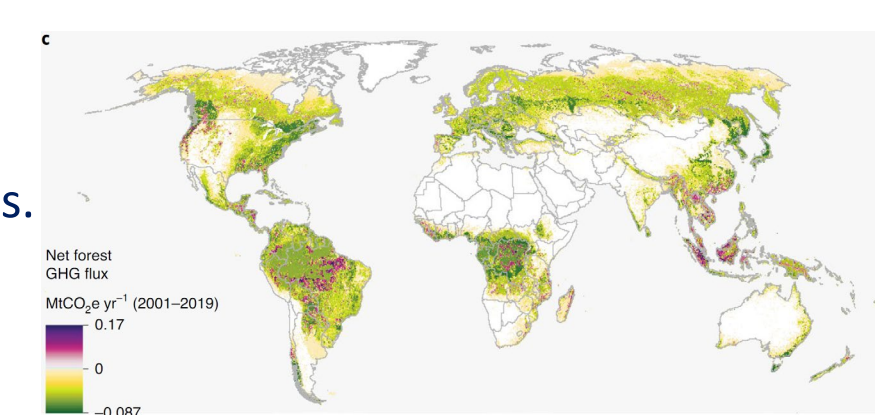 c
s.
Net forest
GHG flux
MtCO₂e yr⁻¹ (2001–2019)
0.17
0
–0.087